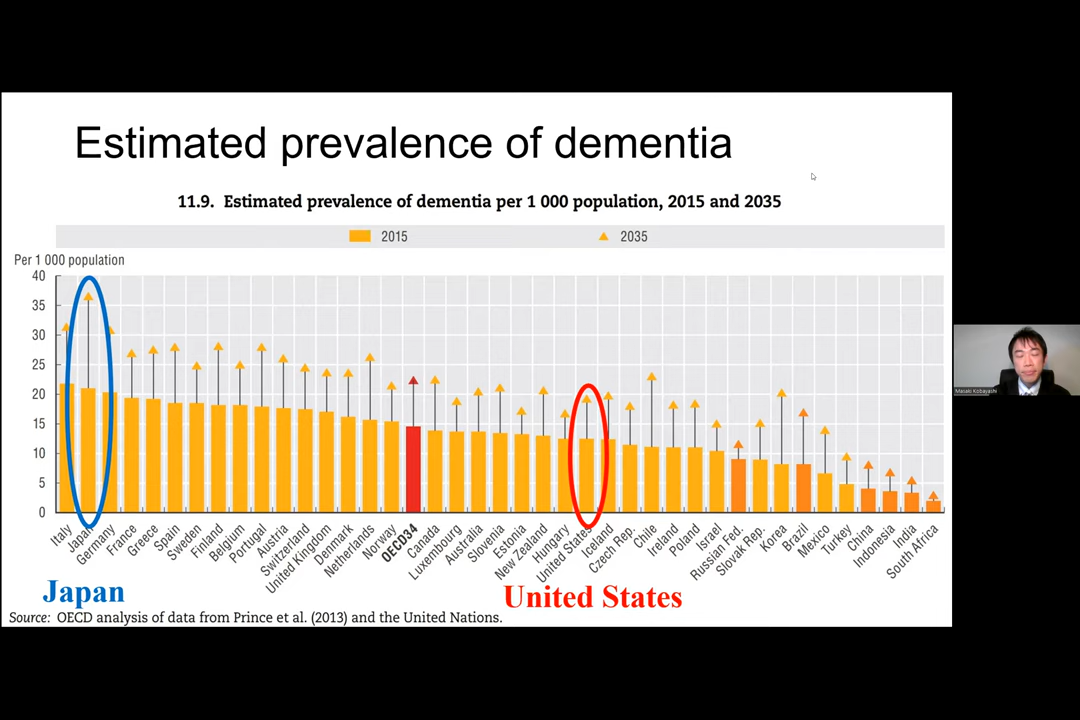 Estimated prevalence of dementia
11.9. Estimated prevalence of dementia per 1 000 population, 2015 and 2035
2015
2035
Per 1 000 population
40
35
30
25
20
15
10
5
0
Italy
Japan
Germany
France
Greece
Spain
Sweden
Finland
Belgium
Portugal
Austria
Switzerland
United Kingdom
Denmark
Netherlands
Norway
OECD34
Canada
Luxembourg
Australia
Slovenia
Estonia
New Zealand
Hungary
United States
Iceland
Czech Rep.
Chile
Ireland
Poland
Israel
Russian Fed.
Slovak Rep.
Korea
Brazil
Mexico
Turkey
China
Indonesia
India
South Africa
Japan
United States
Source: OECD analysis of data from Prince et al. (2013) and the United Nations.
Masaki Kobayashi